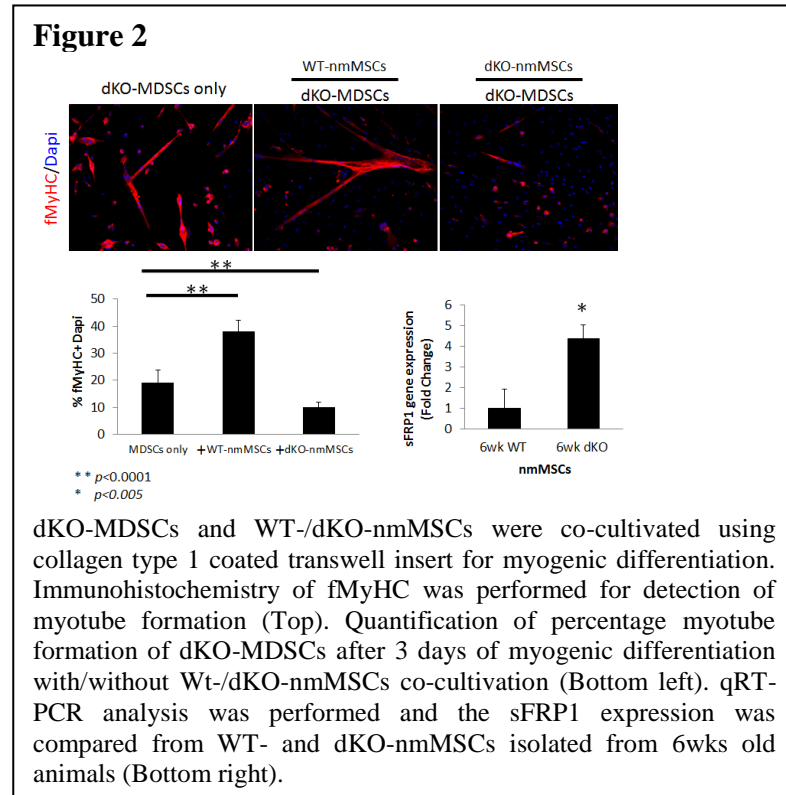 Figure 2
WT-nmMSCs dKO-nmMSCs
dKO-MDSCs only dKO-MDSCs dKO-MDSCs
fMyHC/Dapi
**
**
50
40
30
20
10
0
% fMyHC+ Dapi
MDSCs only +WT-nmMSCs +dKO-nmMSCs
** p<0.0001
* p<0.005
*
6
5
4
3
2
1
0
sFRP1 gene expression
(Fold Change)
6wk WT 6wk dKO
nmMSCs
dKO-MDSCs and WT-/dKO-nmMSCs were co-cultivated using
collagen type 1 coated transwell insert for myogenic differentiation.
Immunohistochemistry of fMyHC was performed for detection of
myotube formation (Top). Quantification of percentage myotube
formation of dKO-MDSCs after 3 days of myogenic differentiation
with/without Wt-/dKO-nmMSCs co-cultivation (Bottom left). qRT-
PCR analysis was performed and the sFRP1 expression was
compared from WT- and dKO-nmMSCs isolated from 6wks old
animals (Bottom right).